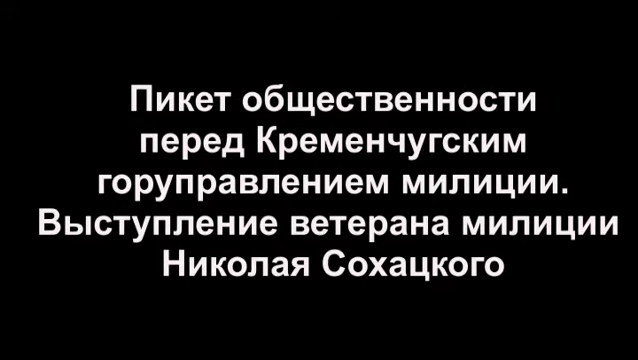 Пикет общественности
перед Кременчугским
горуправлением милиции.
Выступление ветерана милиции
Николая Сохацкого